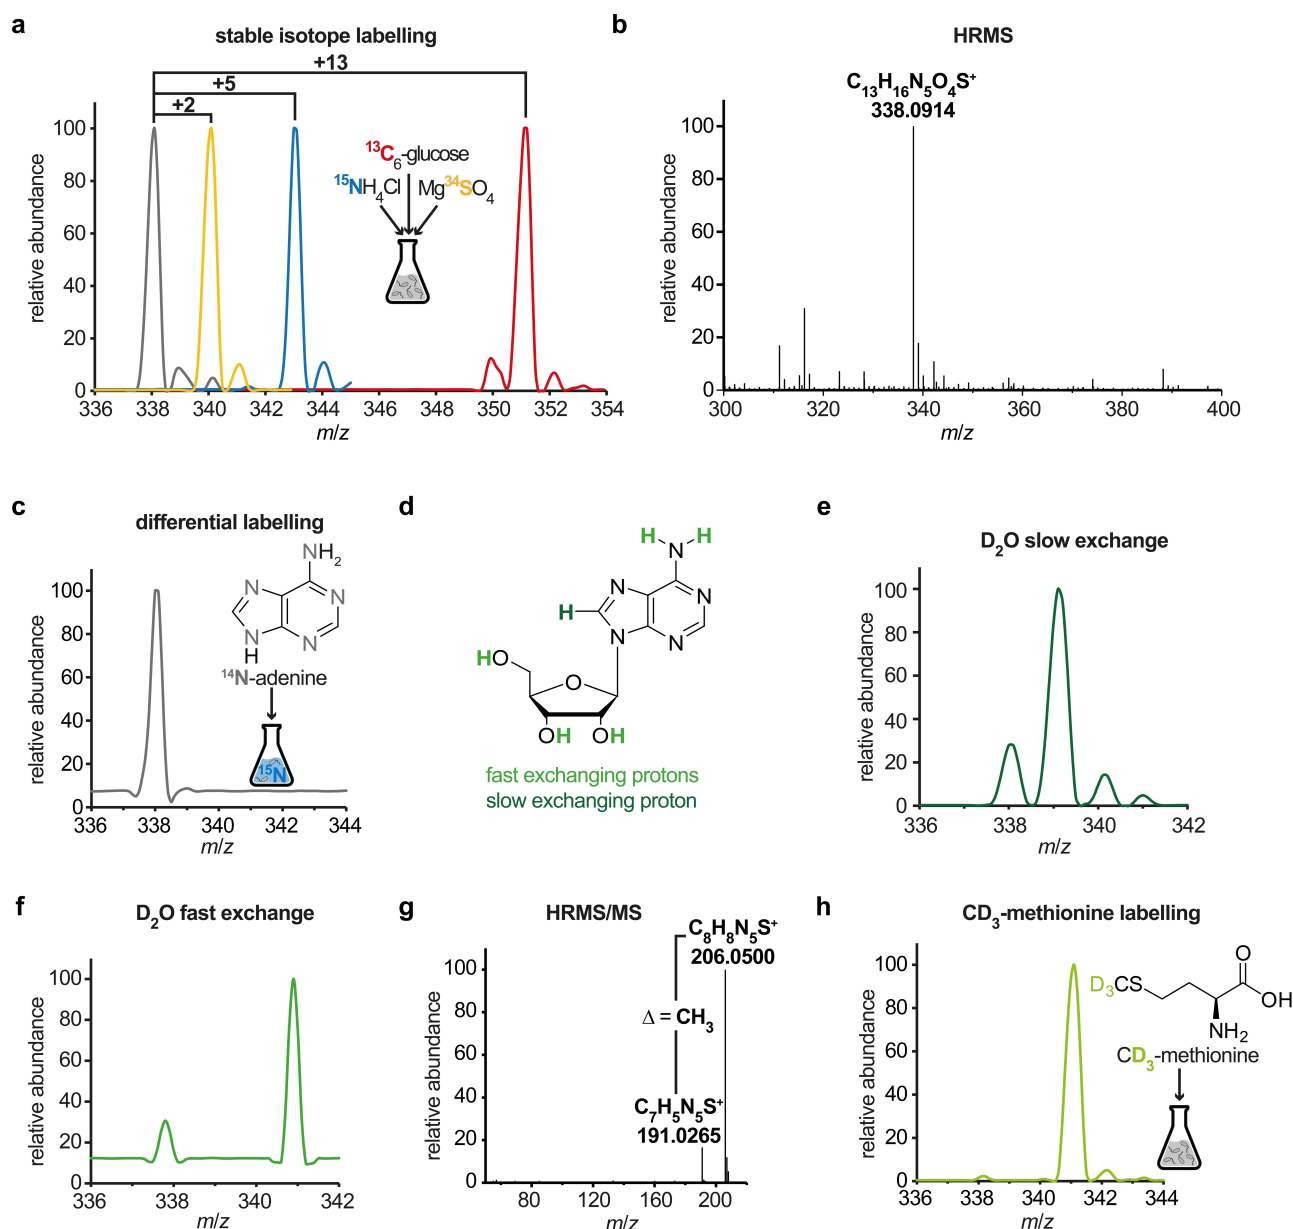 a
stable isotope labelling
+13
+5
+2
relative abundance
100
80
60
40
20
0
¹³C₆-glucose
¹⁵NH₄Cl
Mg³⁴SO₄
336 338 340 342 344 346 348 350 352 354
m/z
b
HRMS
C₁₃H₁₆N₅O₄S⁺
338.0914
relative abundance
100
80
60
40
20
0
300 320 340 360 380 400
m/z
c
differential labelling
NH₂
N
N
N
N
H
¹⁴N-adenine
¹⁵N
relative abundance
100
80
60
40
20
0
336 338 340 342 344
m/z
d
H H
N
N
N
H
N
N
HO
O
OH OH
fast exchanging protons
slow exchanging proton
e
D₂O slow exchange
relative abundance
100
80
60
40
20
0
336 338 340 342
m/z
f
D₂O fast exchange
relative abundance
100
80
60
40
20
0
336 338 340 342
m/z
g
HRMS/MS
C₈H₈N₅S⁺
206.0500
Δ = CH₃
C₇H₅N₅S⁺
191.0265
relative abundance
100
80
60
40
20
0
80 120 160 200
m/z
h
CD₃-methionine labelling
O
D₃CS
OH
NH₂
CD₃-methionine
relative abundance
100
80
60
40
20
0
336 338 340 342 344
m/z